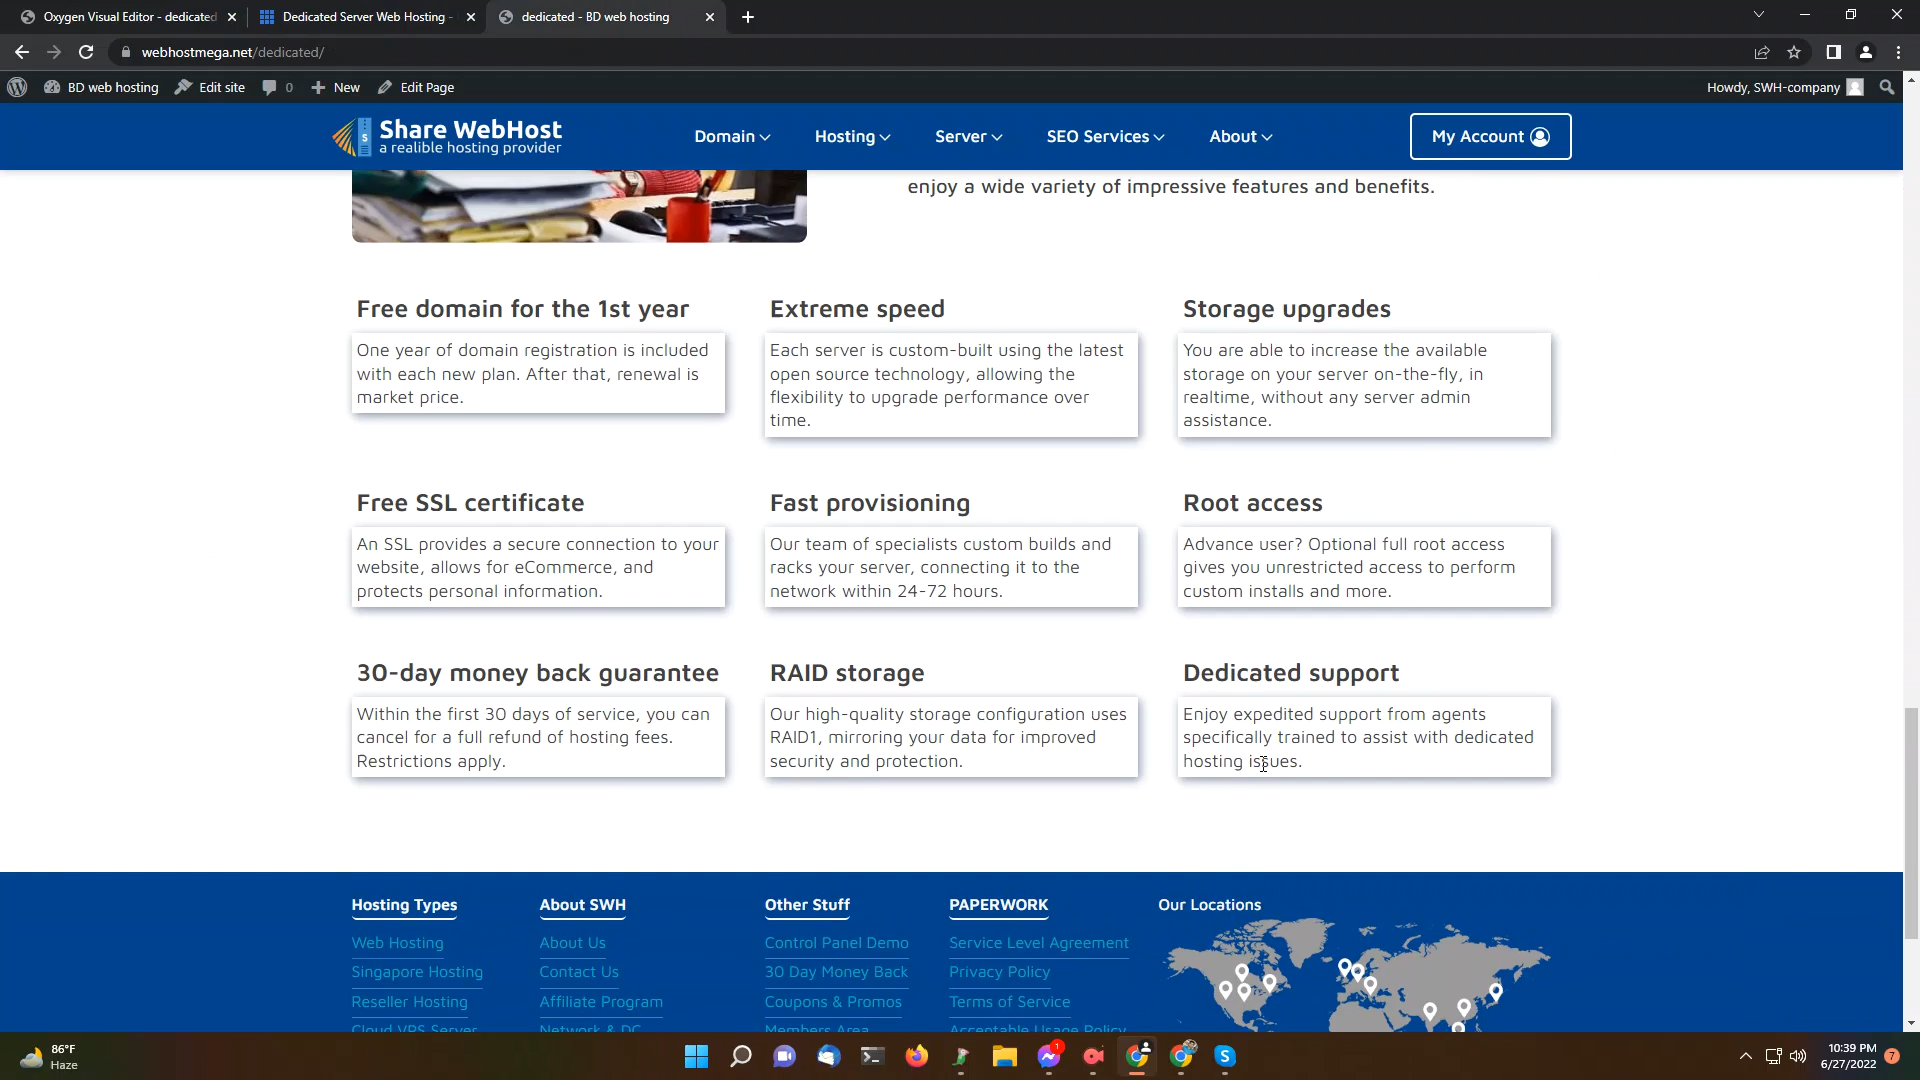 Oxygen Visual Editor - dedicated
Dedicated Server Web Hosting -
dedicated - BD web hosting
webhostmega.net/dedicated/
BD web hosting
Edit site
0
New
Edit Page
Howdy, SWH-company
Share WebHost
a realible hosting provider
Domain
Hosting
Server
SEO Services
About
My Account
enjoy a wide variety of impressive features and benefits.
Free domain for the 1st year
One year of domain registration is included
with each new plan. After that, renewal is
market price.
Extreme speed
Each server is custom-built using the latest
open source technology, allowing the
flexibility to upgrade performance over
time.
Storage upgrades
You are able to increase the available
storage on your server on-the-fly, in
realtime, without any server admin
assistance.
Free SSL certificate
An SSL provides a secure connection to your
website, allows for eCommerce, and
protects personal information.
Fast provisioning
Our team of specialists custom builds and
racks your server, connecting it to the
network within 24-72 hours.
Root access
Advance user? Optional full root access
gives you unrestricted access to perform
custom installs and more.
30-day money back guarantee
Within the first 30 days of service, you can
cancel for a full refund of hosting fees.
Restrictions apply.
RAID storage
Our high-quality storage configuration uses
RAID1, mirroring your data for improved
security and protection.
Dedicated support
Enjoy expedited support from agents
specifically trained to assist with dedicated
hosting issues.
Hosting Types
Web Hosting
Singapore Hosting
Reseller Hosting
Cloud VPS Server
About SWH
About Us
Contact Us
Affiliate Program
Network & DC
Other Stuff
Control Panel Demo
30 Day Money Back
Coupons & Promos
Members Area
PAPERWORK
Service Level Agreement
Privacy Policy
Terms of Service
Acceptable Usage Policy
Our Locations
86°F
Haze
1
10:39 PM
6/27/2022
7